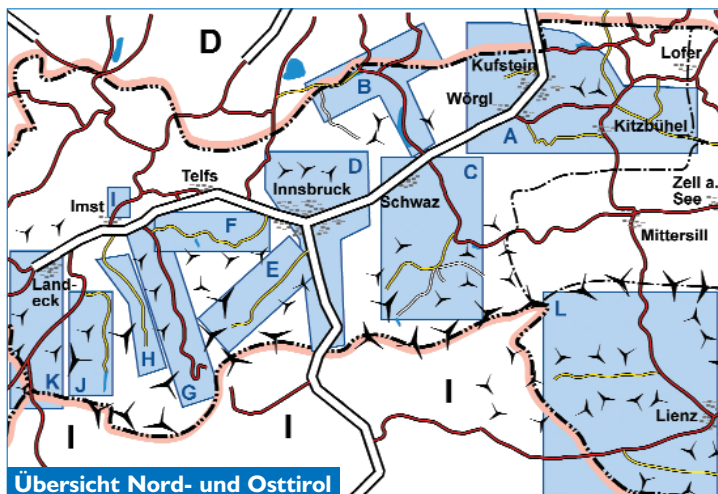 D
Lofer
Kufstein
B
Wörgl
A
Kitzbühel
D
C
Telfs
Innsbruck
Schwaz
Zell a.
See
I
Imst
F
Mittersill
E
Land-
eck
L
H
K
J
G
Lienz
I
I
I
Übersicht Nord- und Osttirol